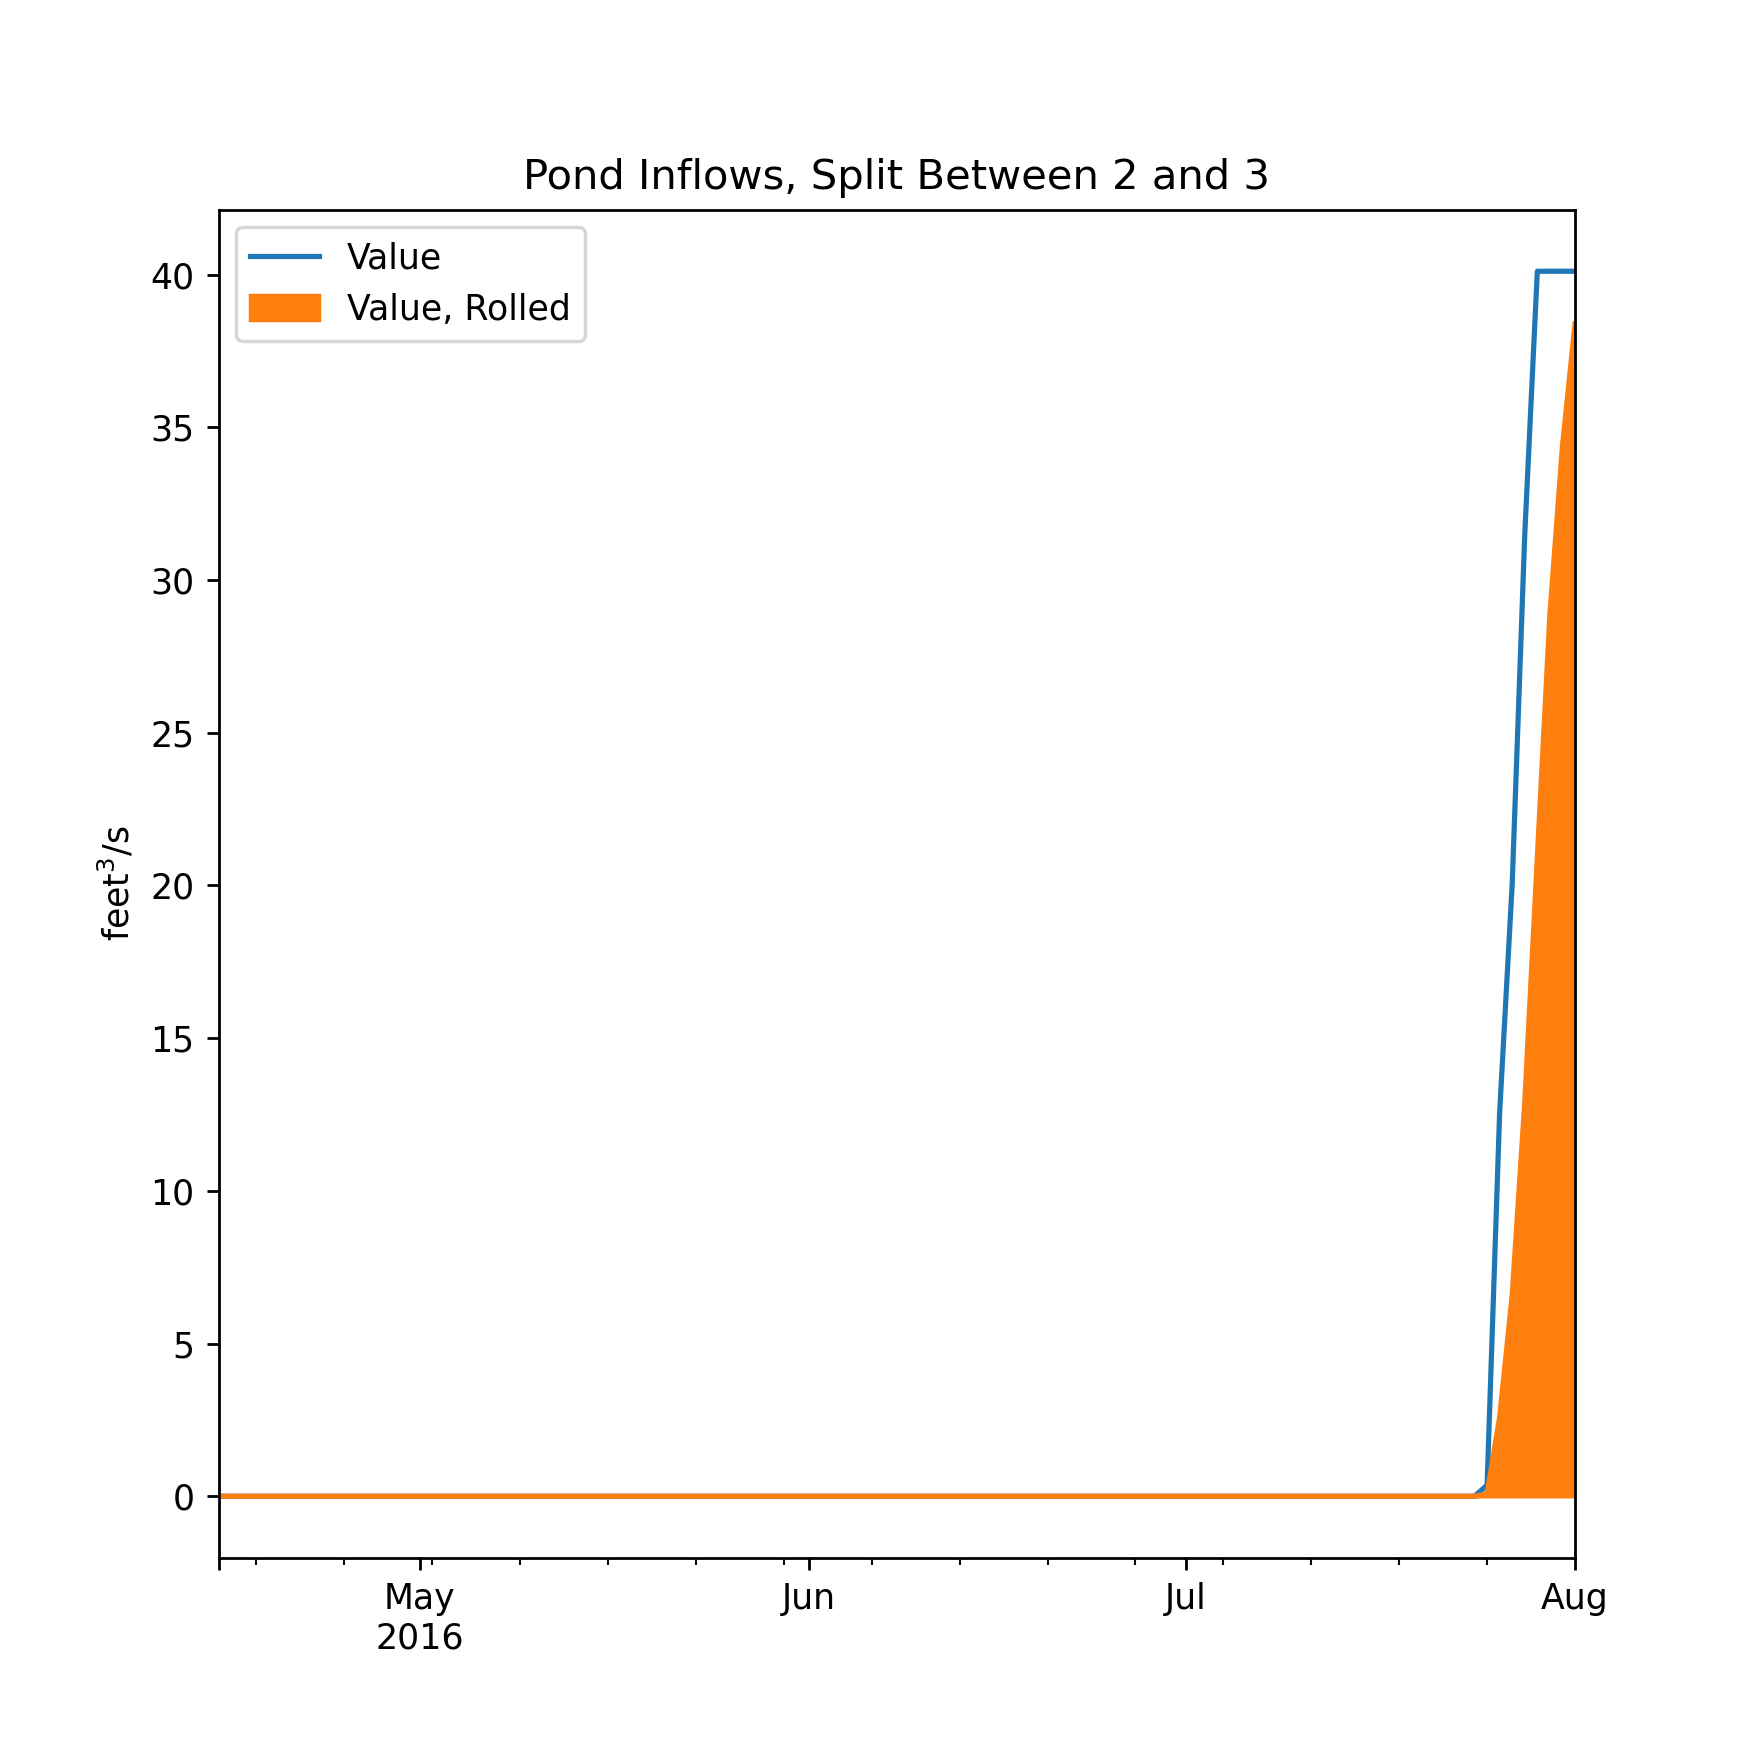 Pond Inflows, Split Between 2 and 3
Value
Value, Rolled
40
35
30
25
20
15
10
5
0
feet³/s
May
2016
Jun
Jul
Aug